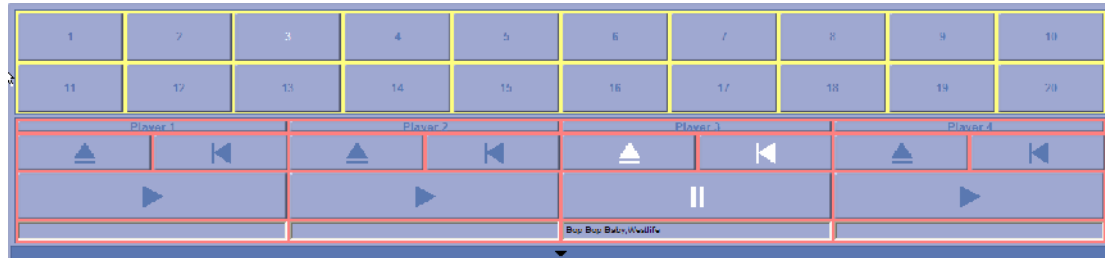 1 2 3 4 5 6 7 8 9 10
11 12 13 14 15 16 17 18 19 20
Player 1 Player 2 Player 3 Player 4
Bop Bop Baby,Westlife